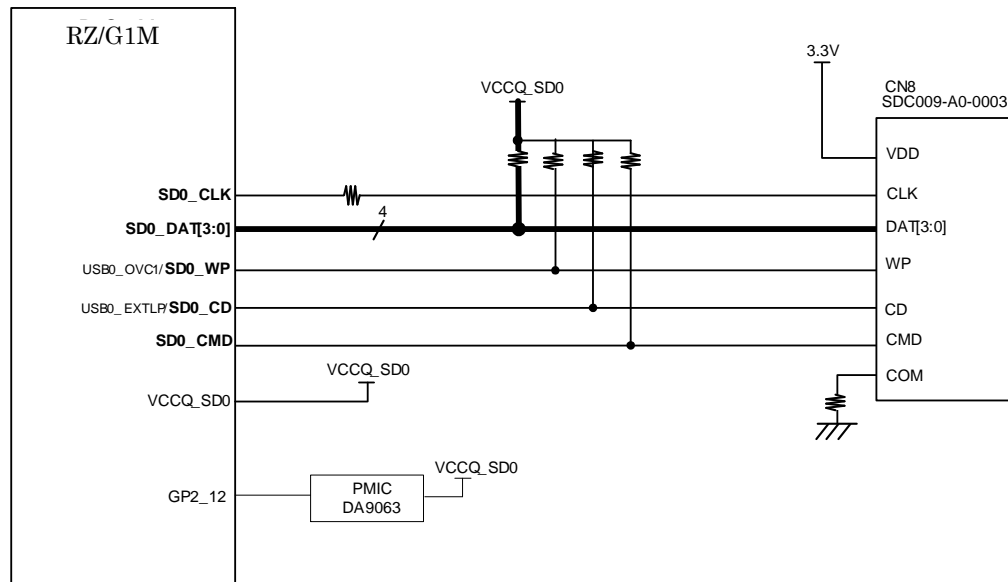 RZ/G1M
3.3V
VCCQ_SD0
CN8
SDC009-A0-0003
VDD
SD0_CLK
CLK
4
SD0_DAT[3:0]
DAT[3:0]
USB0_OVC1/SD0_WP
WP
USB0_EXTLP/SD0_CD
CD
SD0_CMD
CMD
COM
VCCQ_SD0
VCCQ_SD0
VCCQ_SD0
GP2_12
PMIC
DA9063